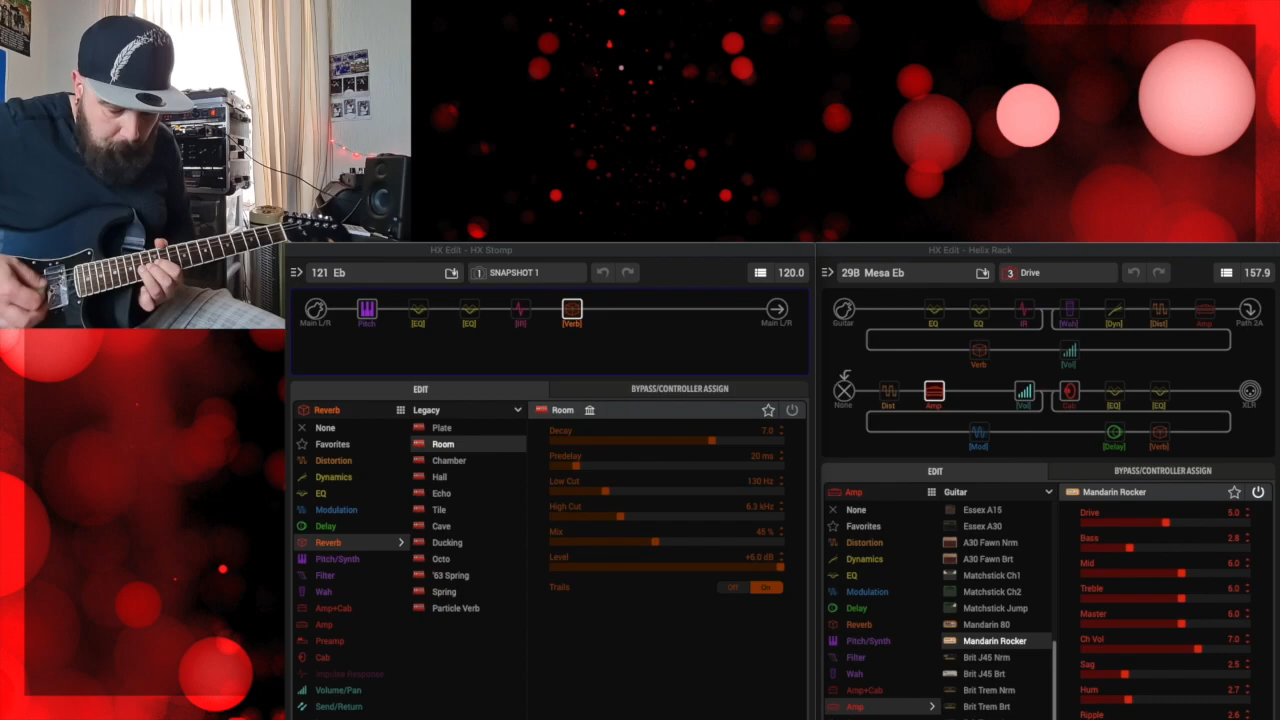 HX Edit - HX Stomp
121 Eb
1 SNAPSHOT 1
120.0
Main L/R
Pitch
[EQ]
[EQ]
[IR]
[Verb]
Main L/R
EDIT
BYPASS/CONTROLLER ASSIGN
Reverb
None
Favorites
Distortion
Dynamics
EQ
Modulation
Delay
Reverb
Pitch/Synth
Filter
Wah
Amp+Cab
Amp
Preamp
Cab
Impulse Response
Volume/Pan
Send/Return
Legacy
Plate
Room
Chamber
Hall
Echo
Tile
Cave
Ducking
Octo
'63 Spring
Spring
Particle Verb
Room
Decay 7.0
Predelay 20 ms
Low Cut 130 Hz
High Cut 6.3 kHz
Mix 45 %
Level +6.0 dB
Trails Off On
HX Edit - Helix Rack
29B Mesa Eb
3 Drive
157.9
Guitar
EQ
EQ
IR
[Wah]
[Dyn]
[Dist]
Amp
Path 2A
Verb
[Vol]
None
Dist
Amp
[Vol]
Cab
[EQ]
[EQ]
XLR
[Mod]
[Delay]
[Verb]
EDIT
BYPASS/CONTROLLER ASSIGN
Amp
None
Favorites
Distortion
Dynamics
EQ
Modulation
Delay
Reverb
Pitch/Synth
Filter
Wah
Amp+Cab
Amp
Guitar
Essex A15
Essex A30
A30 Fawn Nrm
A30 Fawn Brt
Matchstick Ch1
Matchstick Ch2
Matchstick Jump
Mandarin 80
Mandarin Rocker
Brit J45 Nrm
Brit J45 Brt
Brit Trem Nrm
Brit Trem Brt
Mandarin Rocker
Drive 5.0
Bass 2.8
Mid 6.0
Treble 6.0
Master 6.0
Ch Vol 7.0
Sag 2.5
Hum 2.7
Ripple 2.6